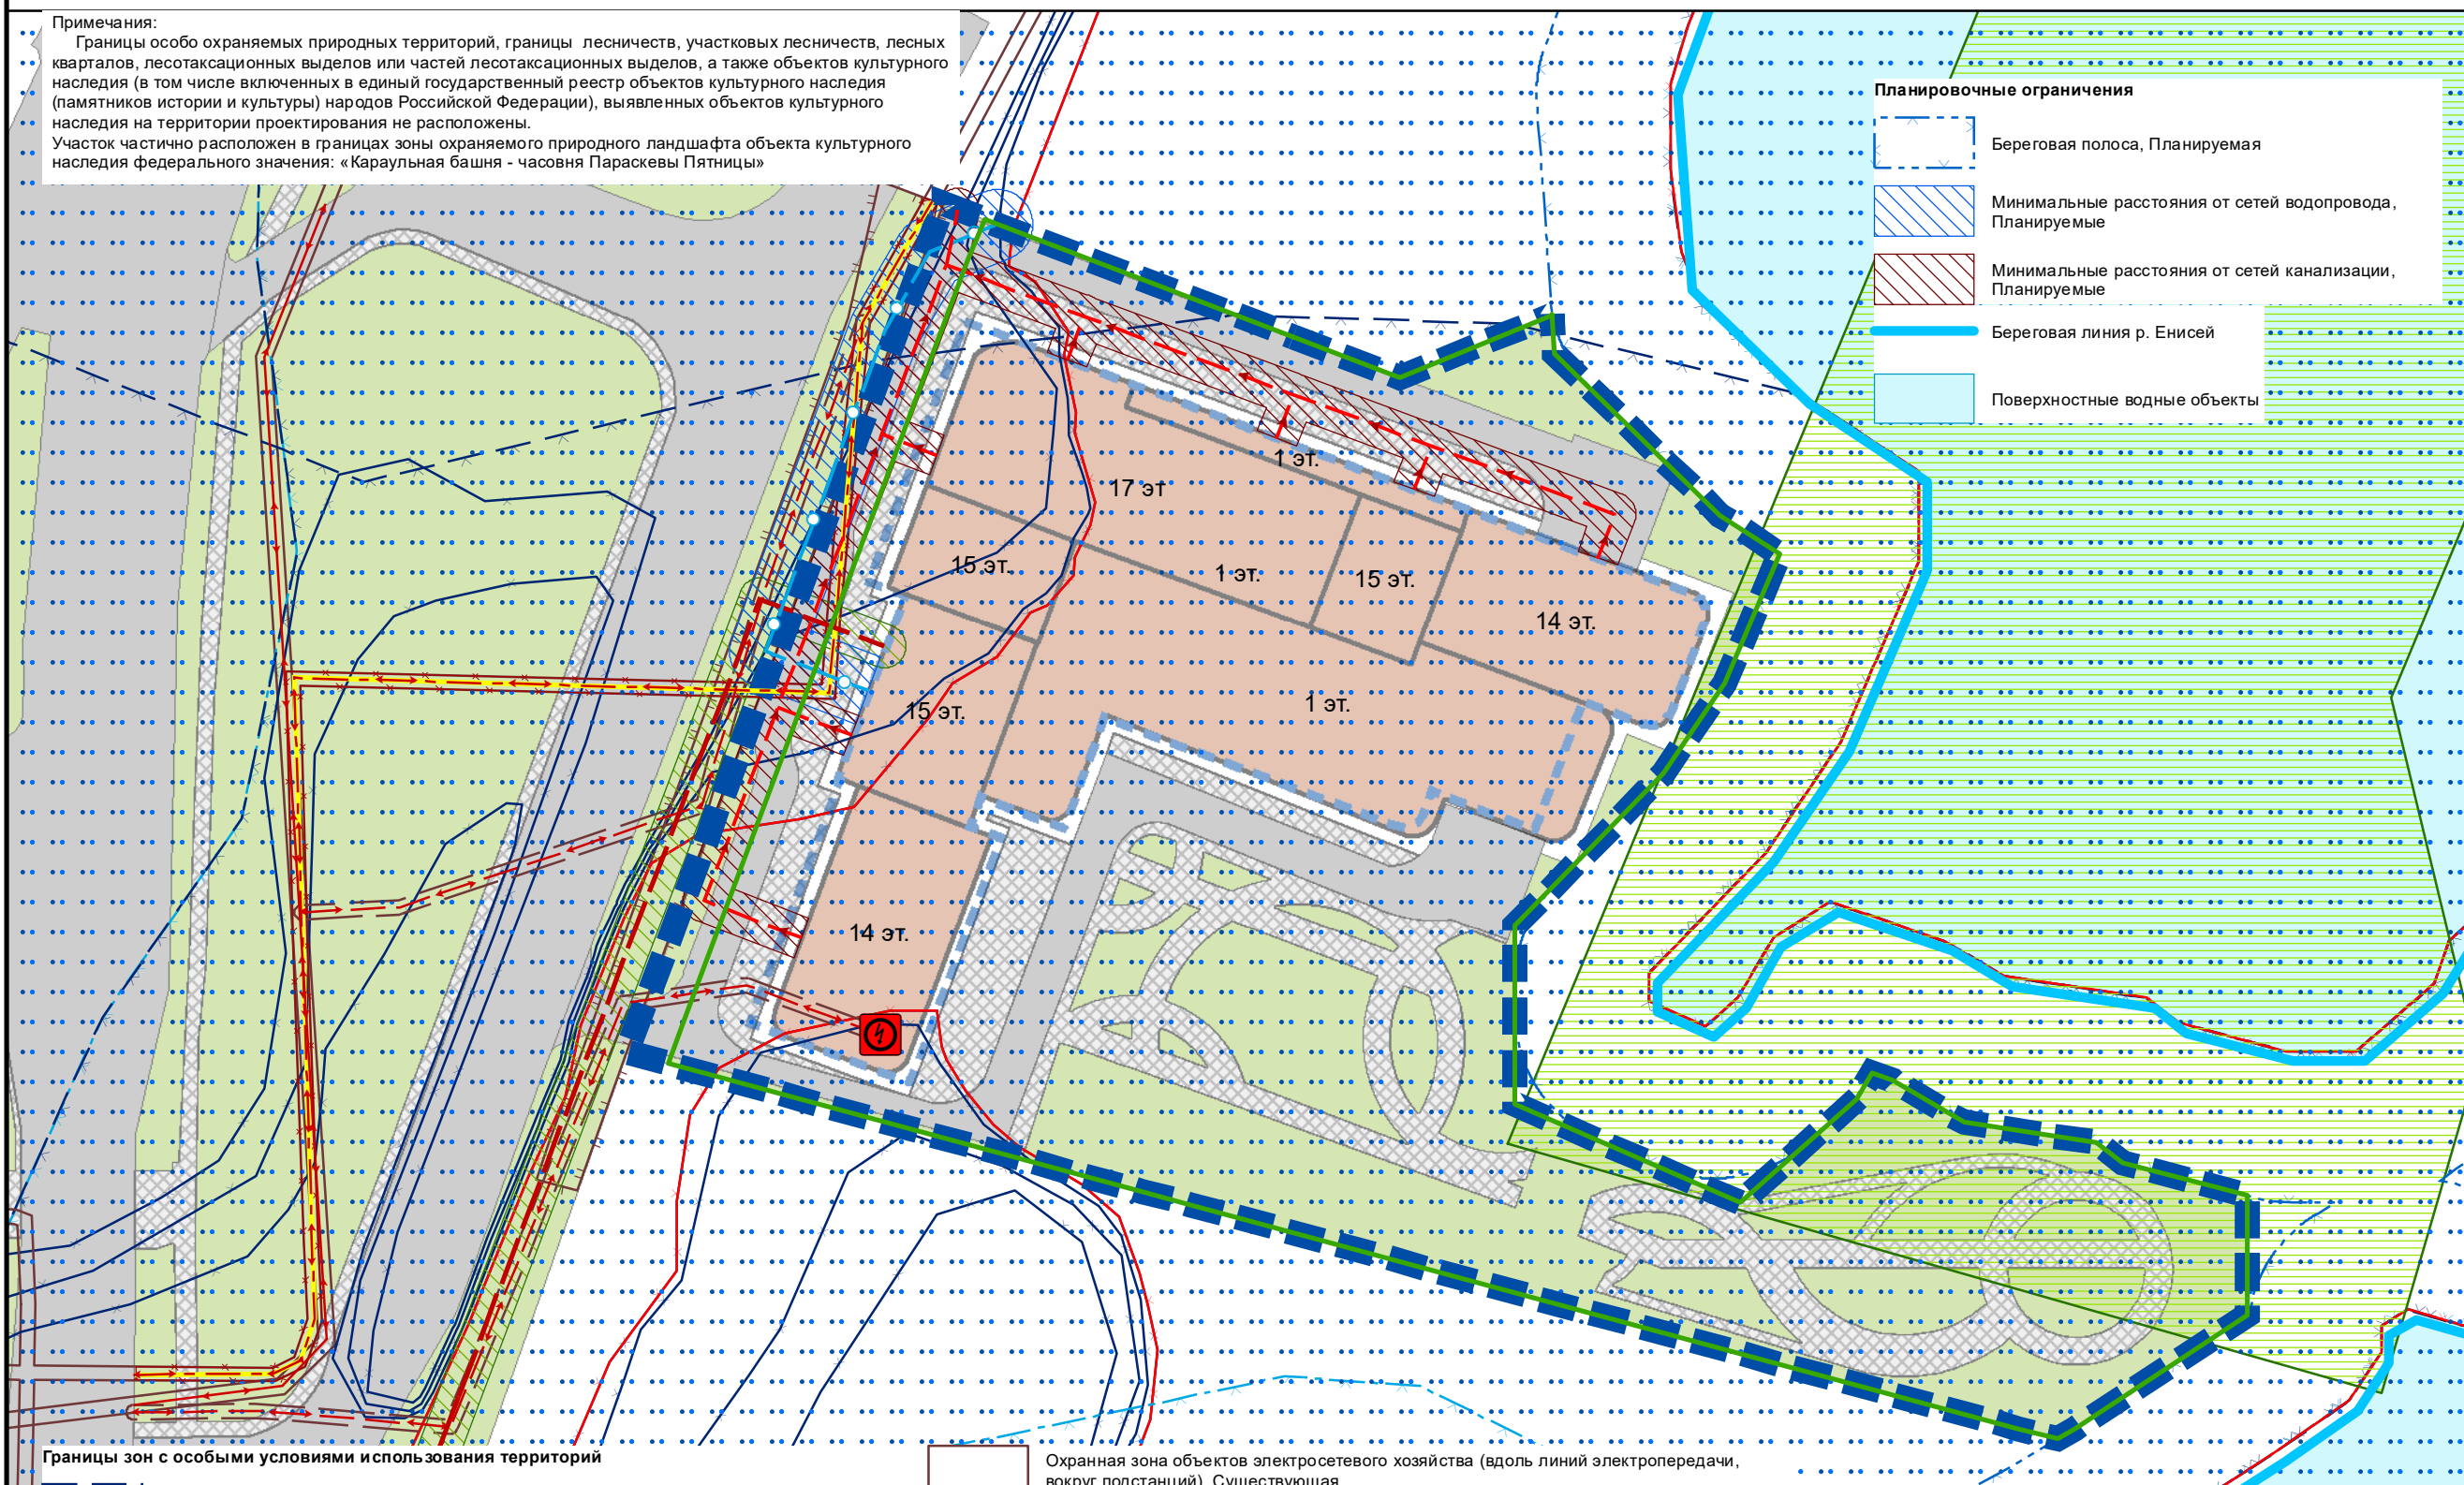 Примечания:
Границы особо охраняемых природных территорий, границы лесничеств, участковых лесничеств, лесных
кварталов, лесотаксационных выделов или частей лесотаксационных выделов, а также объектов культурного
наследия (в том числе включенных в единый государственный реестр объектов культурного наследия
(памятников истории и культуры) народов Российской Федерации), выявленных объектов культурного
наследия на территории проектирования не расположены.
Участок частично расположен в границах зоны охраняемого природного ландшафта объекта культурного
наследия федерального значения: «Караульная башня - часовня Параскевы Пятницы»
Планировочные ограничения
Береговая полоса, Планируемая
Минимальные расстояния от сетей водопровода,
Планируемые
Минимальные расстояния от сетей канализации,
Планируемые
Береговая линия р. Енисей
Поверхностные водные объекты
1 эт.
17 эт
15 эт.
1 эт.
15 эт.
14 эт.
15 эт.
1 эт.
14 эт.
Границы зон с особыми условиями использования территорий
Охранная зона объектов электросетевого хозяйства (вдоль линий электропередачи,
вокруг подстанций), Существующая